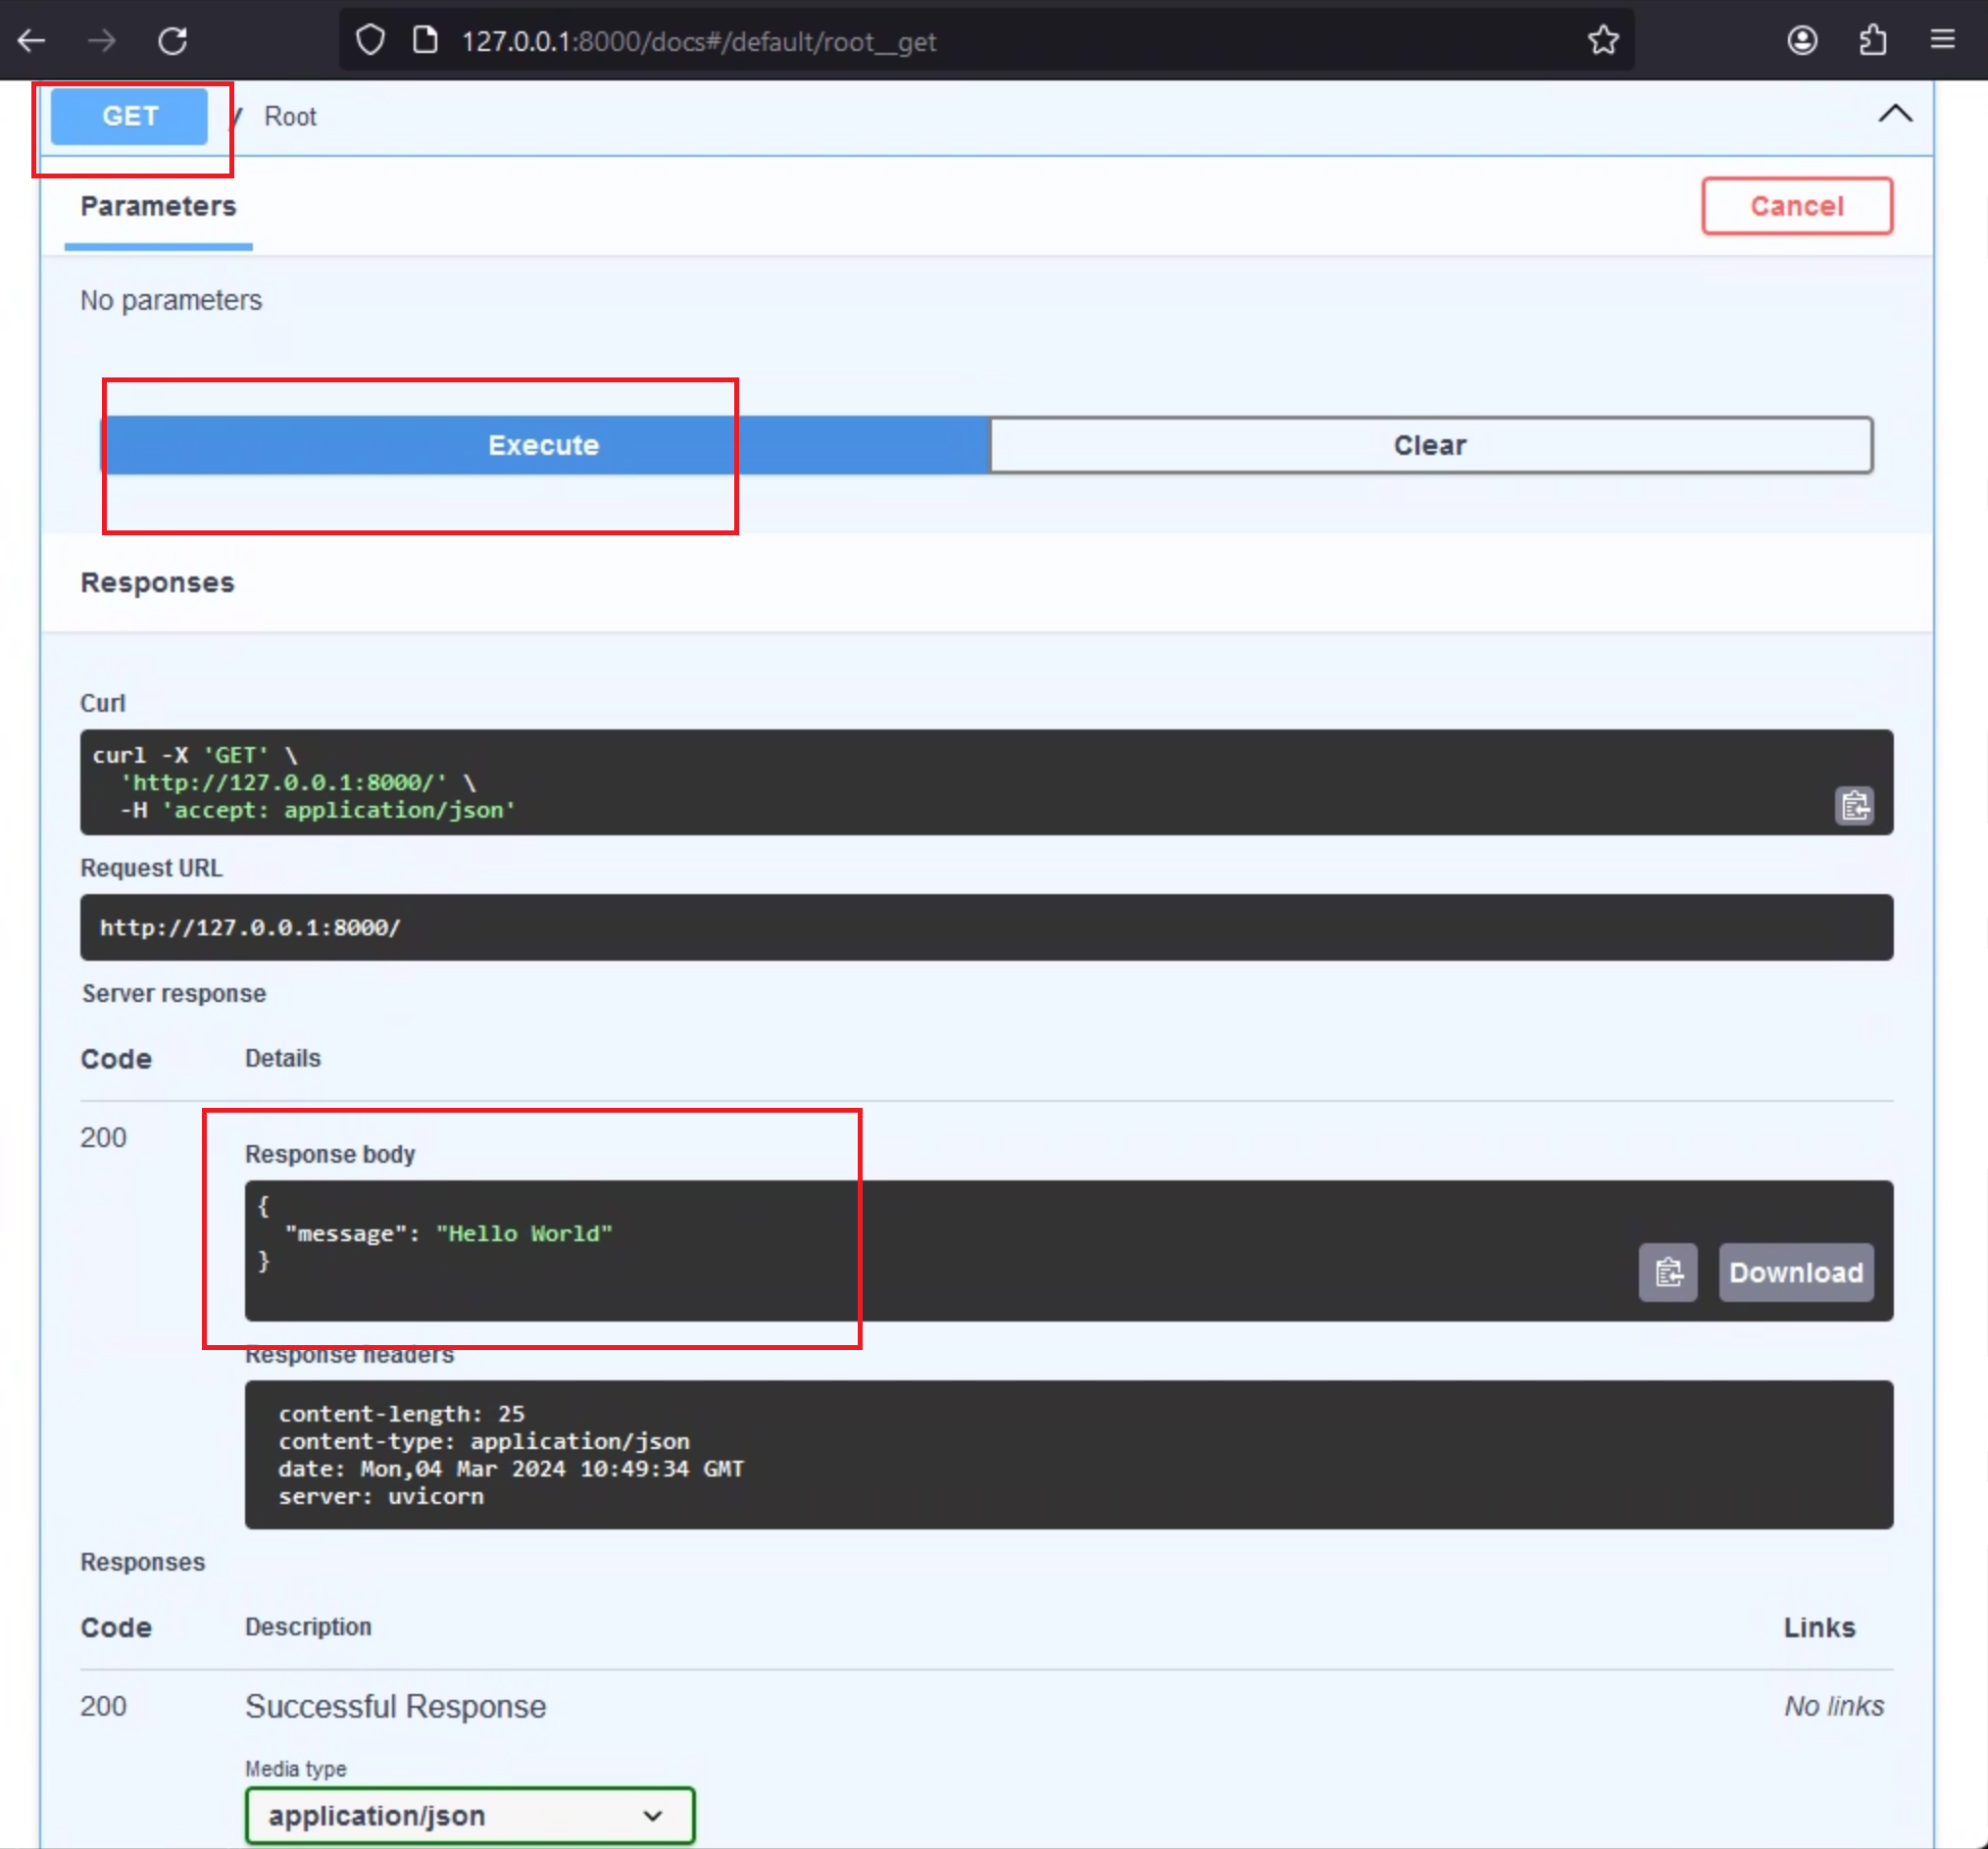 127.0.0.1:8000/docs#/default/root__get
GET / Root
Parameters
Cancel
No parameters
Execute
Clear
Responses
Curl
curl -X 'GET' \
'http://127.0.0.1:8000/' \
-H 'accept: application/json'
Request URL
http://127.0.0.1:8000/
Server response
Code Details
200
Response body
{
"message": "Hello World"
}
Download
Response headers
content-length: 25
content-type: application/json
date: Mon,04 Mar 2024 10:49:34 GMT
server: uvicorn
Responses
Code Description Links
200 Successful Response No links
Media type
application/json